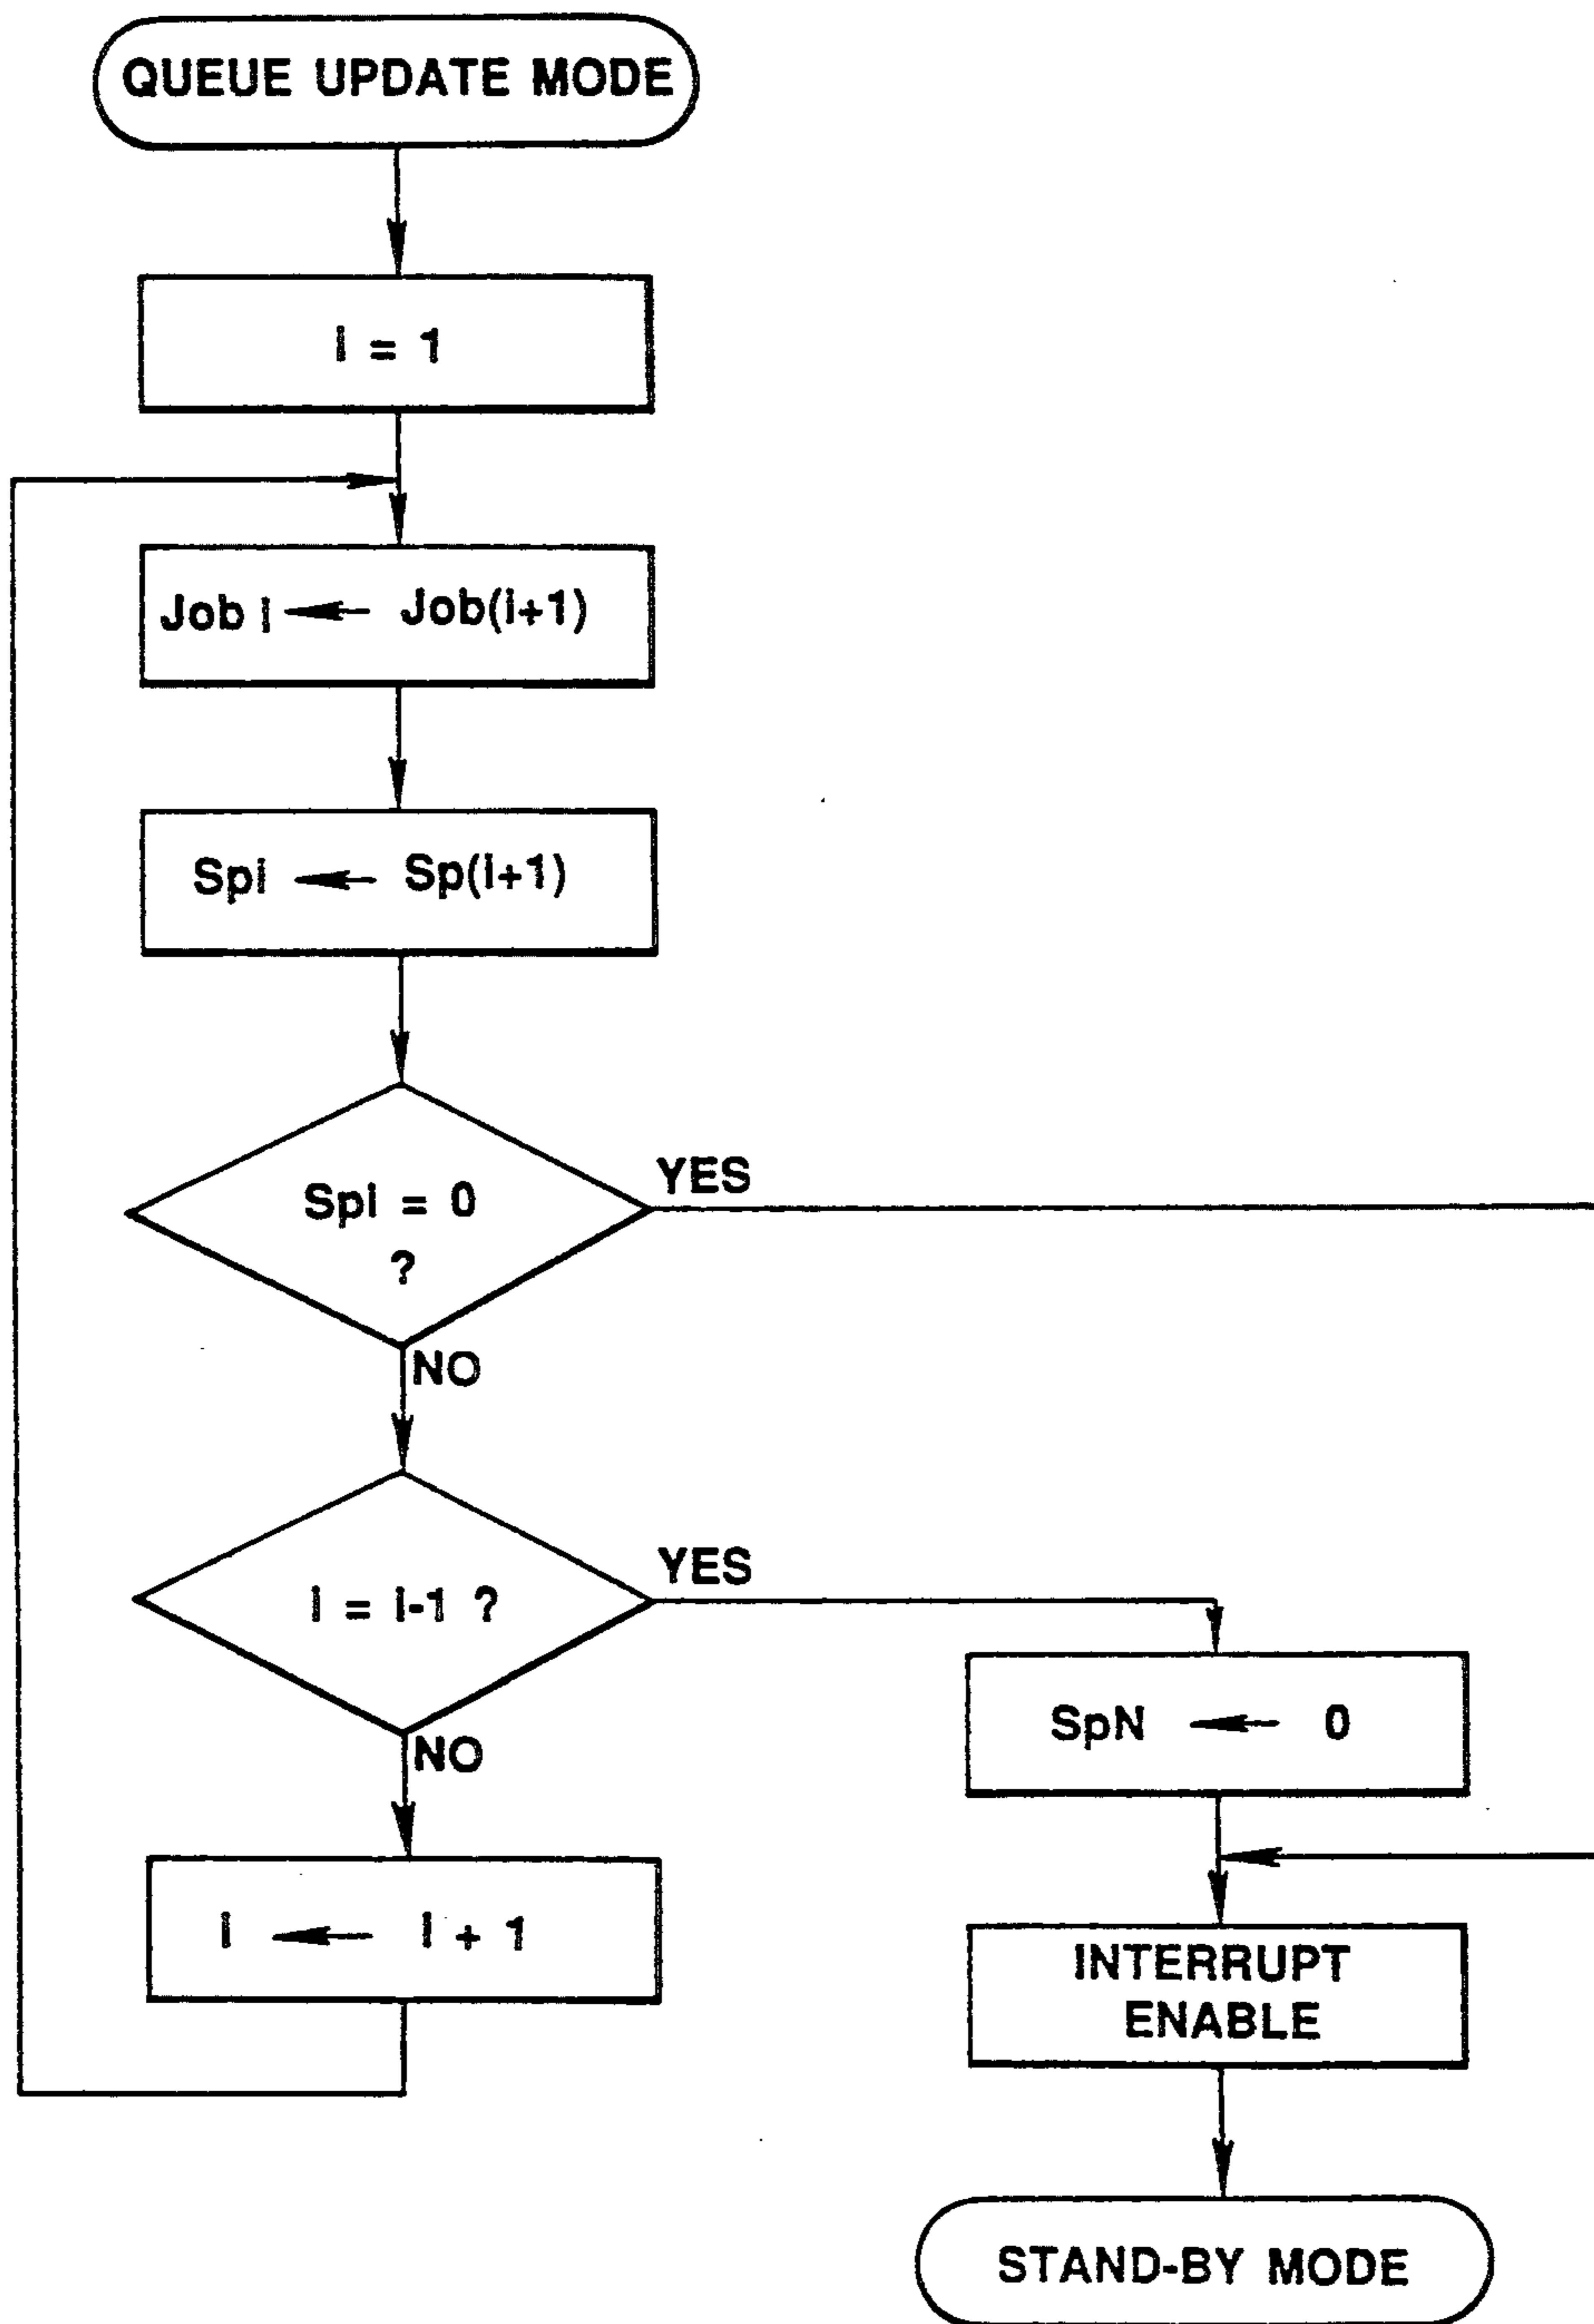 QUEUE UPDATE MODE
i = 1
Job i ← Job(i+1)
Spi ← Sp(i+1)
Spi = 0
?
YES
NO
i = i-1 ?
YES
NO
SpN ← 0
i ← i + 1
INTERRUPT
ENABLE
STAND-BY MODE